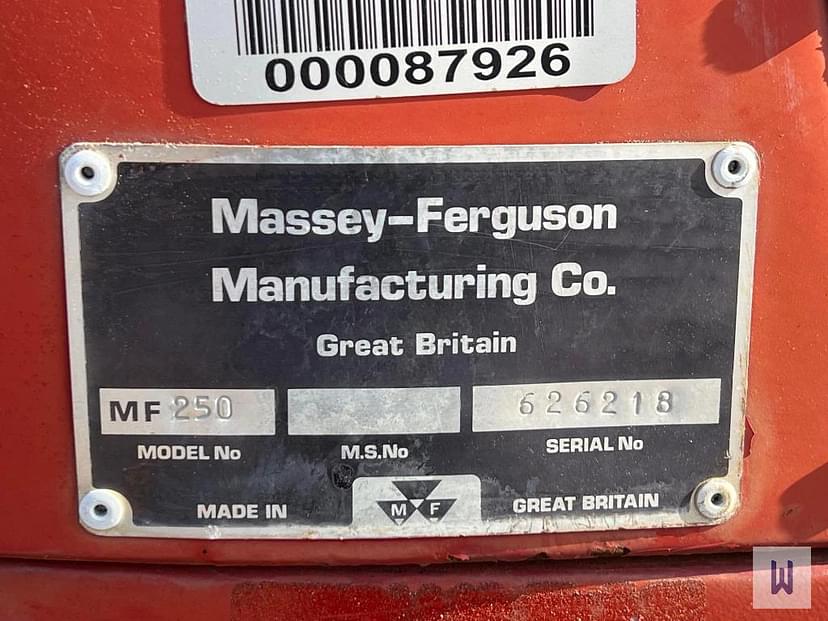 000087926
Massey-Ferguson
Manufacturing Co.
Great Britain
MF 250 626218
MODEL No M.S.No SERIAL No
MADE IN M F GREAT BRITAIN
W